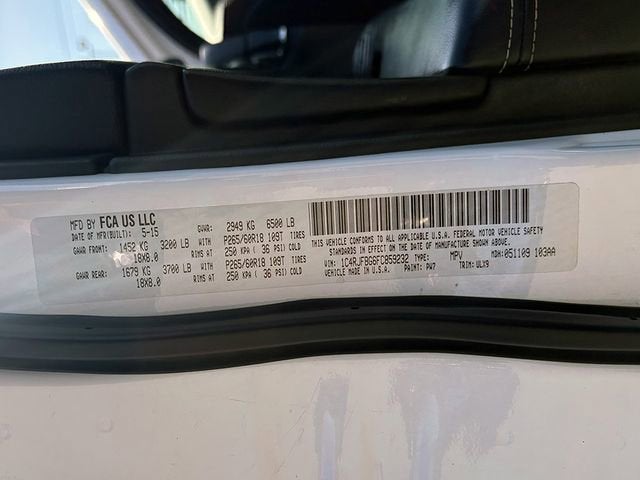 MFD BY FCA US LLC GVWR: 2949 KG 6500 LB
DATE OF MFR(BUILT): 5-15
GAWR FRONT: 1452 KG 3200 LB WITH P265/60R18 109T TIRES
18X8.0 RIMS AT 250 KPA ( 36 PSI) COLD
GAWR REAR: 1679 KG 3700 LB WITH P265/60R18 109T TIRES
18X8.0 RIMS AT 250 KPA ( 36 PSI) COLD
THIS VEHICLE CONFORMS TO ALL APPLICABLE U.S.A. FEDERAL MOTOR VEHICLE SAFETY
STANDARDS IN EFFECT ON THE DATE OF MANUFACTURE SHOWN ABOVE.
VIN: 1C4RJFBG6FC859232 TYPE: MPV MDH: 051109 103AA
VEHICLE MADE IN U.S.A. PAINT: PW7 TRIM: ULX9